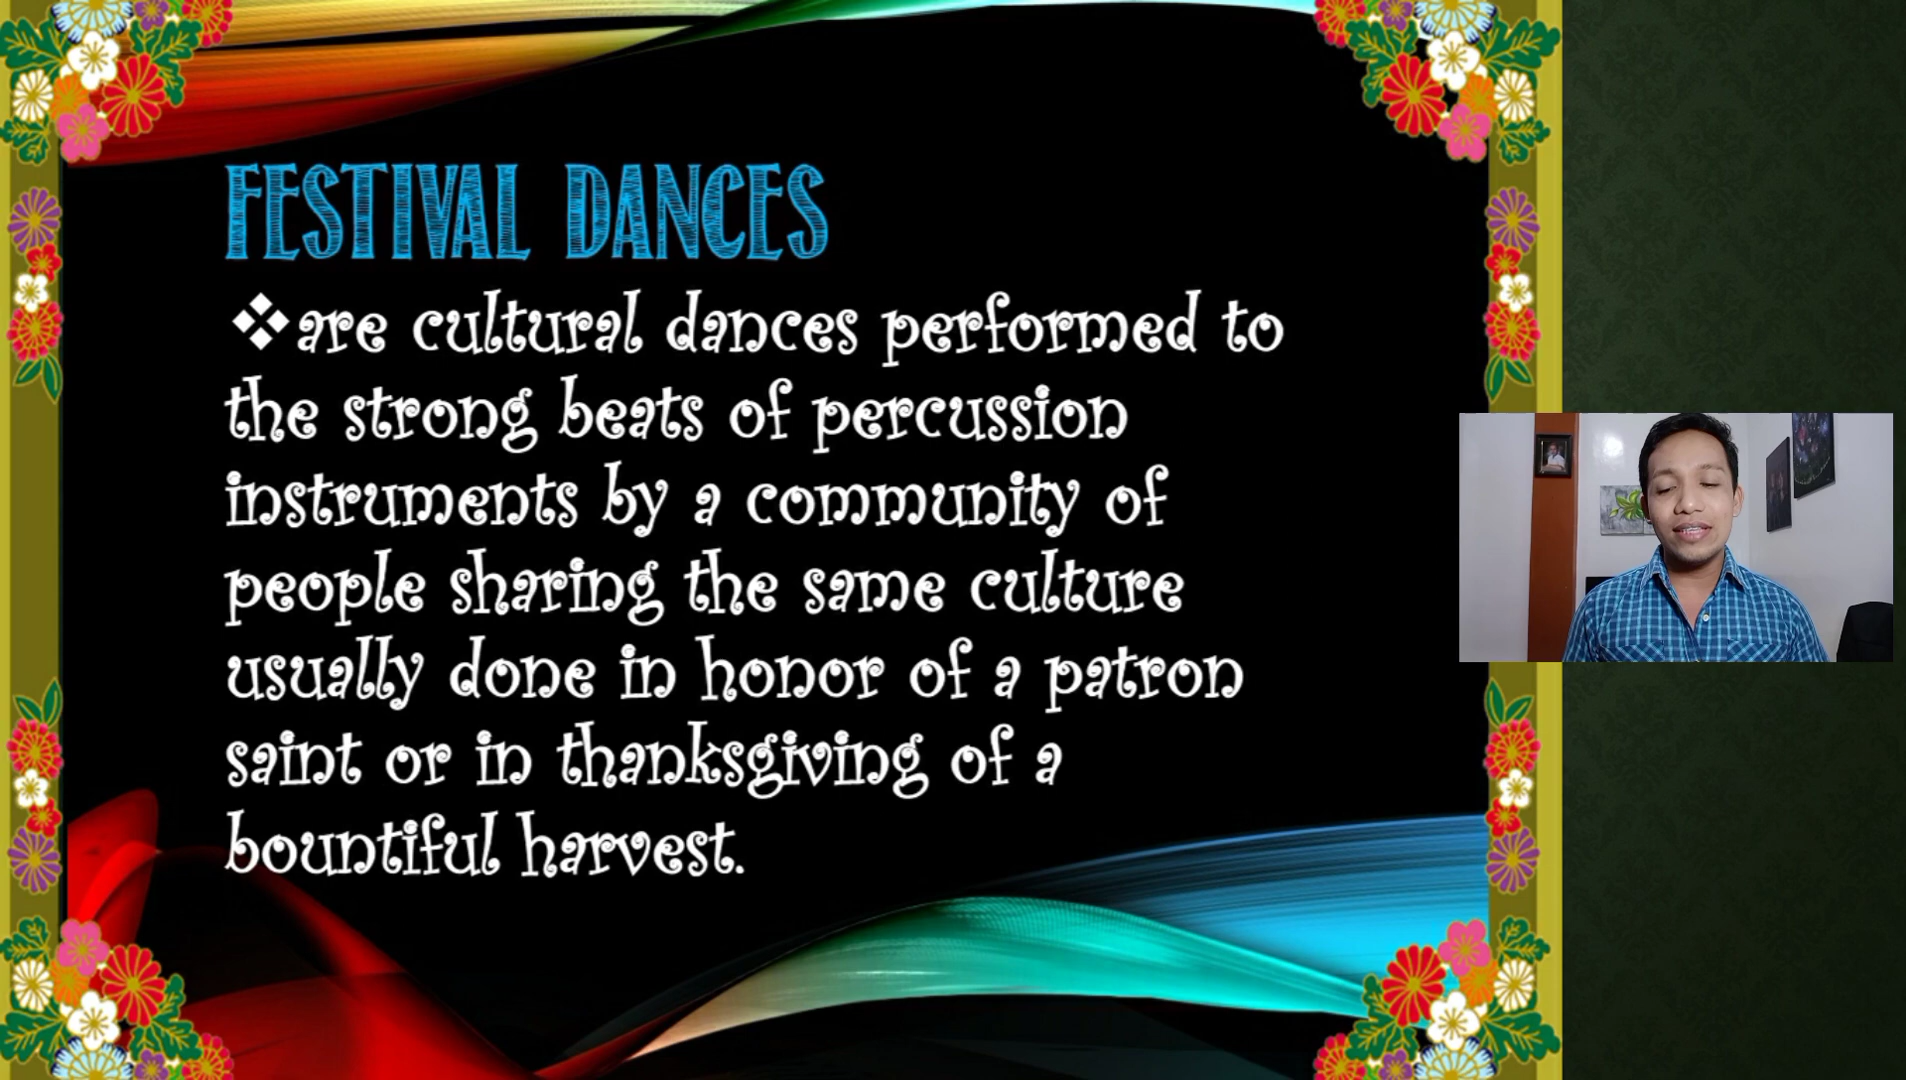 FESTIVAL DANCES
❖are cultural dances performed to
the strong beats of percussion
instruments by a community of
people sharing the same culture
usually done in honor of a patron
saint or in thanksgiving of a
bountiful harvest.